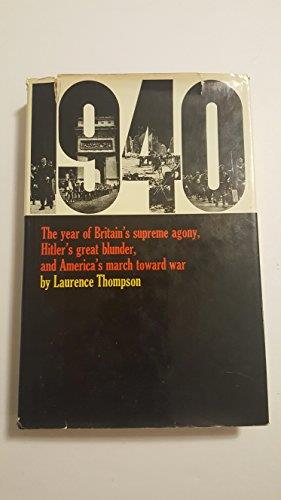 1940
The year of Britain's supreme agony,
Hitler's great blunder,
and America's march toward war
by Laurence Thompson